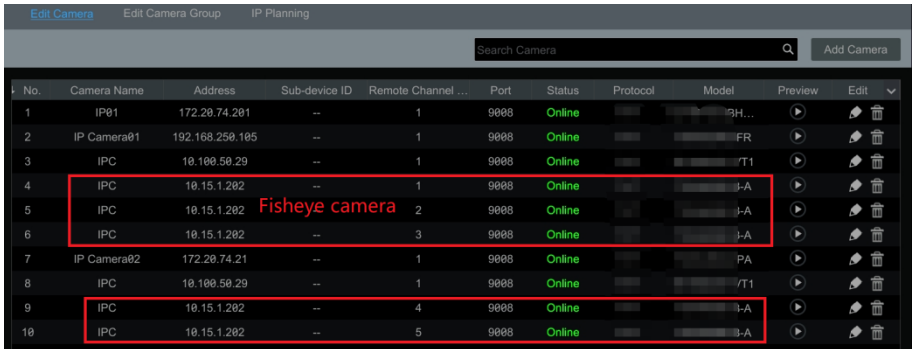 Edit Camera Edit Camera Group IP Planning
Search Camera Add Camera
No. Camera Name Address Sub-device ID Remote Channel ... Port Status Protocol Model Preview Edit
1 IP01 172.20.74.201 -- 1 9008 Online BH...
2 IP Camera01 192.168.250.105 -- 1 9008 Online FR
3 IPC 10.100.50.29 -- 1 9008 Online /T1
4 IPC 10.15.1.202 -- 1 9008 Online -A
5 IPC 10.15.1.202 -- 2 9008 Online -A
Fisheye camera
6 IPC 10.15.1.202 -- 3 9008 Online -A
7 IP Camera02 172.20.74.21 -- 1 9008 Online PA
8 IPC 10.100.50.29 -- 1 9008 Online /T1
9 IPC 10.15.1.202 -- 4 9008 Online -A
10 IPC 10.15.1.202 -- 5 9008 Online -A